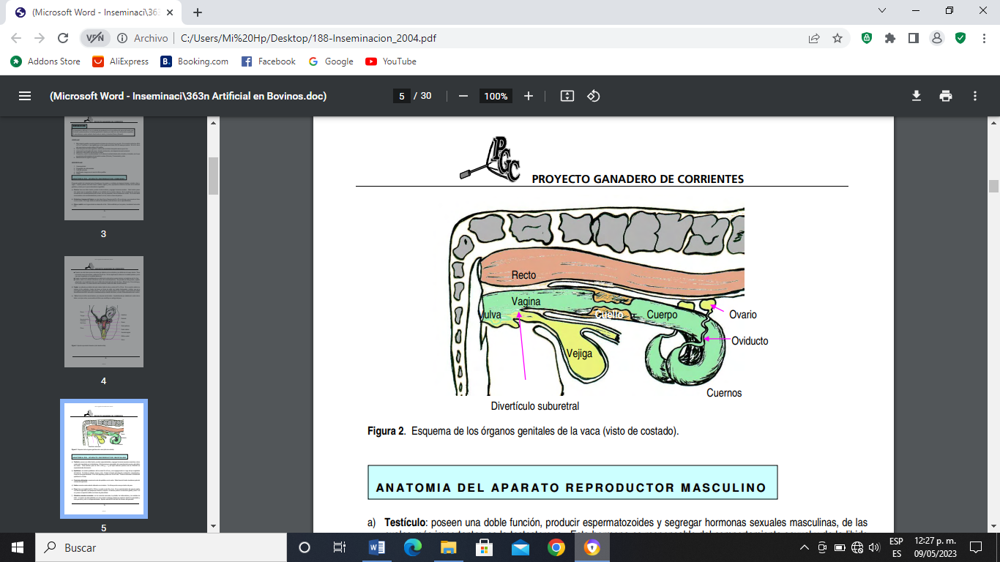 (Microsoft Word - Inseminaci\363
Archivo
C:/Users/Mi%20Hp/Desktop/188-Inseminacion_2004.pdf
Addons Store
AliExpress
Booking.com
Facebook
Google
YouTube
(Microsoft Word - Inseminaci\363n Artificial en Bovinos.doc)
5 / 30
100%
3
4
5
PGC
PROYECTO GANADERO DE CORRIENTES
Recto
Vagina
Vulva
Cuello
Cuerpo
Ovario
Oviducto
Vejiga
Cuernos
Divertículo suburetral
Figura 2. Esquema de los órganos genitales de la vaca (visto de costado).
ANATOMIA DEL APARATO REPRODUCTOR MASCULINO
a) Testículo: poseen una doble función, producir espermatozoides y segregar hormonas sexuales masculinas, de las
Buscar
ESP
ES
12:27 p. m.
09/05/2023